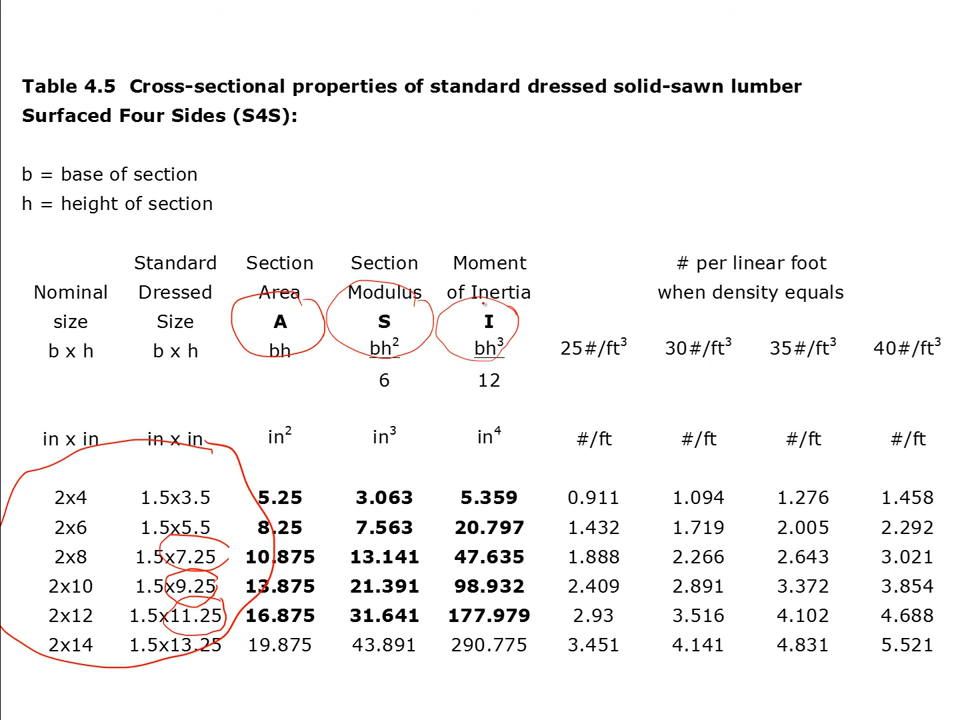 Table 4.5  Cross-sectional properties of standard dressed solid-sawn lumber
Surfaced Four Sides (S4S):
b = base of section
h = height of section
Standard Section Section Moment # per linear foot
Nominal Dressed Area Modulus of Inertia when density equals
size Size A S I
b x h b x h bh bh² bh³ 25#/ft³ 30#/ft³ 35#/ft³ 40#/ft³
6 12
in x in in x in in² in³ in⁴ #/ft #/ft #/ft #/ft
2x4 1.5x3.5 5.25 3.063 5.359 0.911 1.094 1.276 1.458
2x6 1.5x5.5 8.25 7.563 20.797 1.432 1.719 2.005 2.292
2x8 1.5x7.25 10.875 13.141 47.635 1.888 2.266 2.643 3.021
2x10 1.5x9.25 13.875 21.391 98.932 2.409 2.891 3.372 3.854
2x12 1.5x11.25 16.875 31.641 177.979 2.93 3.516 4.102 4.688
2x14 1.5x13.25 19.875 43.891 290.775 3.451 4.141 4.831 5.521